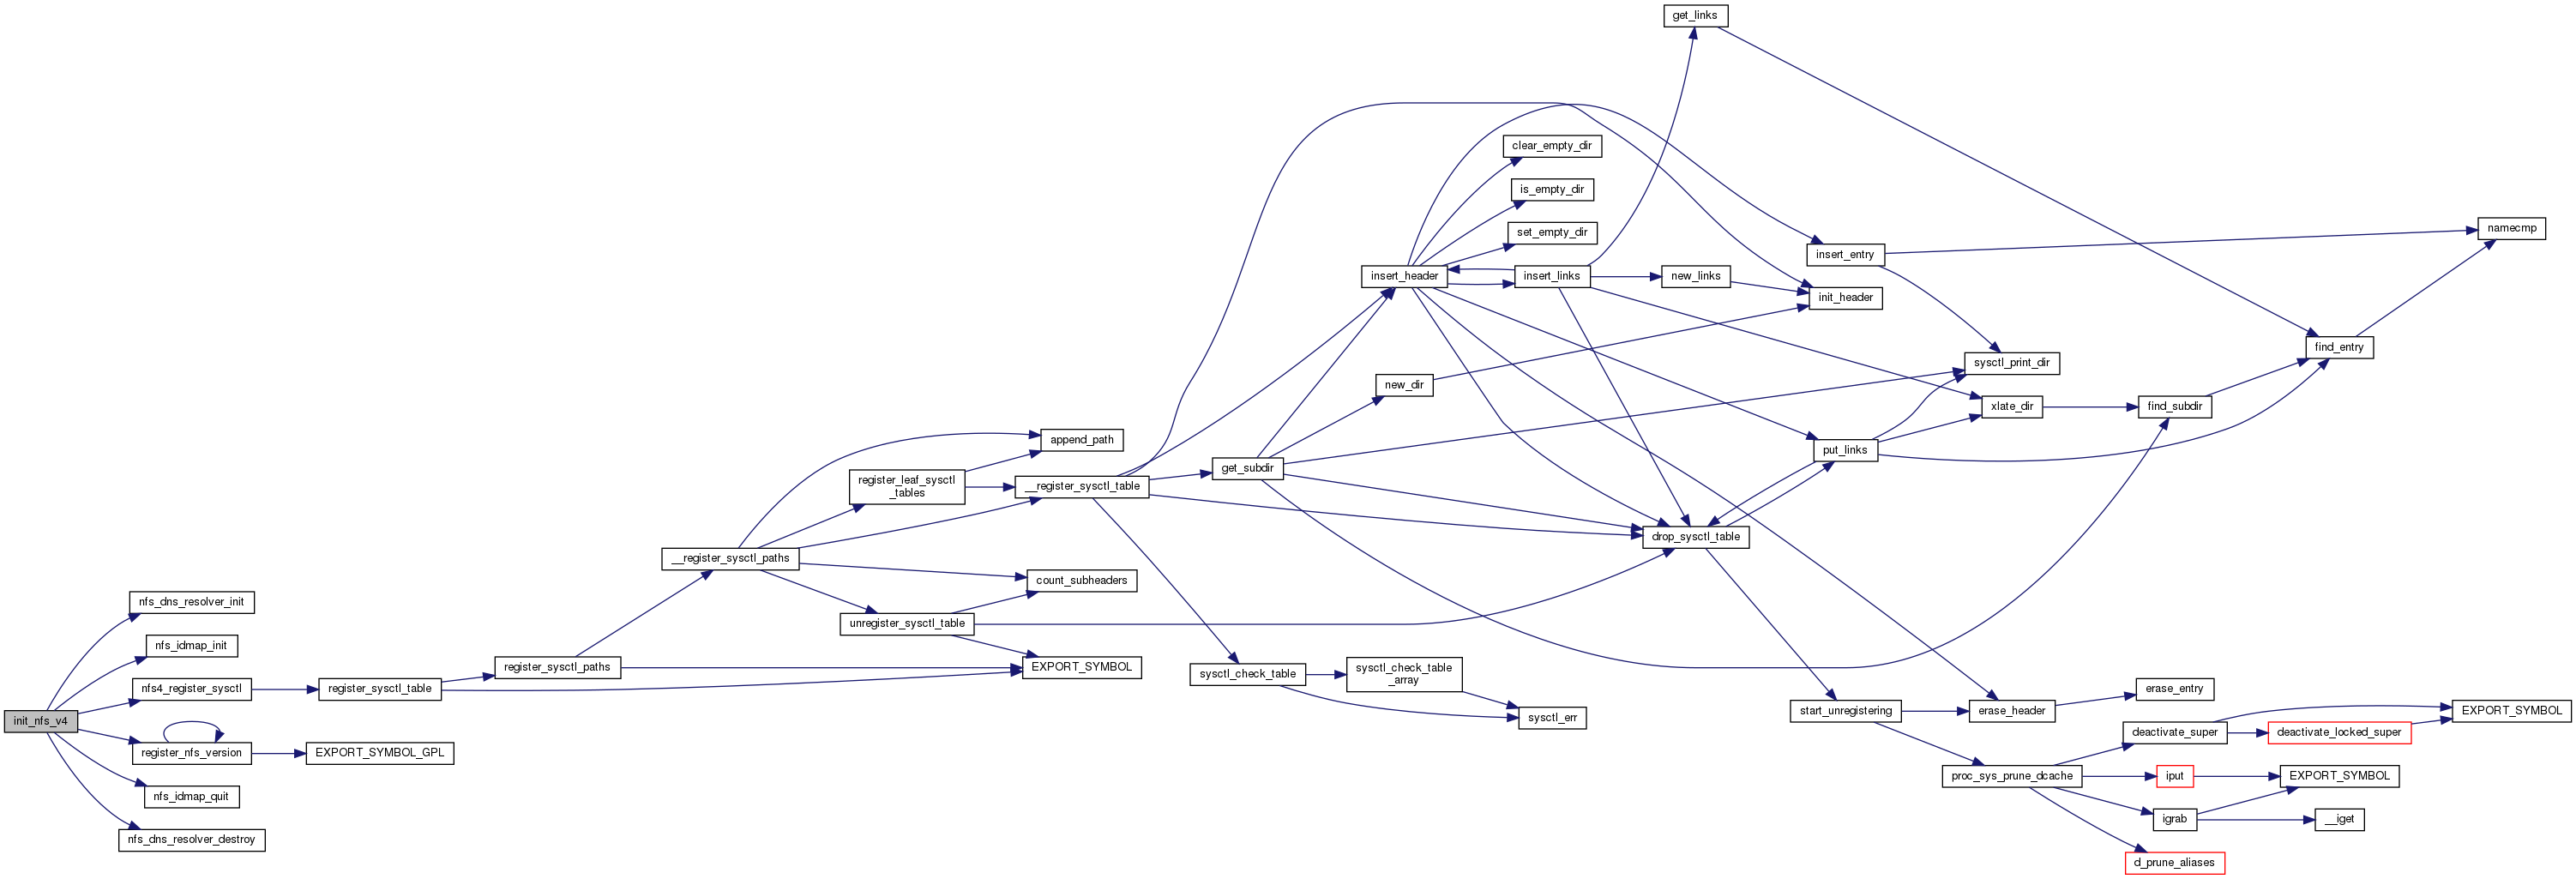 get_links
clear_empty_dir
is_empty_dir
set_empty_dir
namecmp
insert_entry
insert_header
insert_links
new_links
init_header
find_entry
sysctl_print_dir
new_dir
xlate_dir
find_subdir
append_path
put_links
get_subdir
register_leaf_sysctl
_tables
__register_sysctl_table
drop_sysctl_table
__register_sysctl_paths
count_subheaders
nfs_dns_resolver_init
unregister_sysctl_table
nfs_idmap_init
register_sysctl_paths
EXPORT_SYMBOL
sysctl_check_table
sysctl_check_table
_array
nfs4_register_sysctl
register_sysctl_table
erase_entry
init_nfs_v4
sysctl_err
start_unregistering
erase_header
EXPORT_SYMBOL
deactivate_super
deactivate_locked_super
register_nfs_version
EXPORT_SYMBOL_GPL
proc_sys_prune_dcache
iput
EXPORT_SYMBOL
nfs_idmap_quit
igrab
__iget
nfs_dns_resolver_destroy
d_prune_aliases